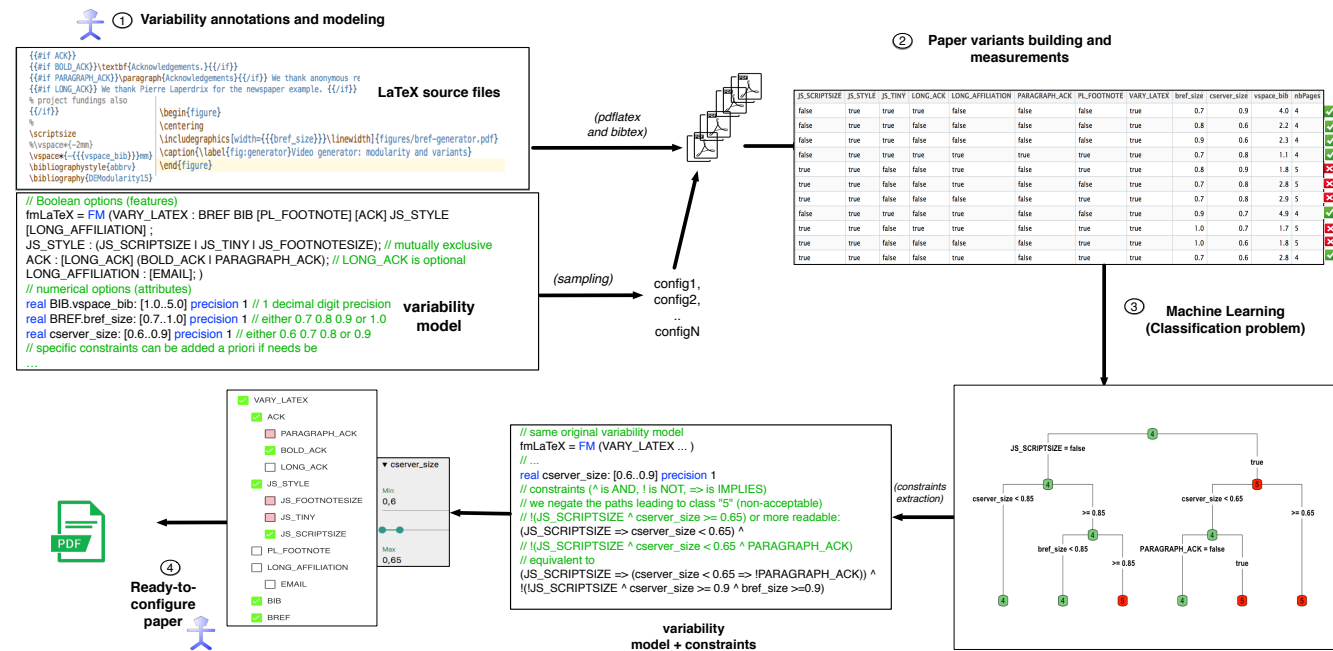 1 Variability annotations and modeling
{{#if ACK}}
{{#if BOLD_ACK}}\textbf{Acknowledgements.}{{/if}}
{{#if PARAGRAPH_ACK}}\paragraph{Acknowledgements}{{/if}} We thank anonymous re
{{#if LONG_ACK}} We thank Pierre Laperdrix for the newspaper example. {{/if}}
% project fundings also
{{/if}}
%
\scriptsize
%\vspace*{-2mm}
\vspace*{-{{{vspace_bib}}}mm}
\bibliographystyle{abbrv}
\bibliography{DEModularity15}
LaTeX source files
\begin{figure}
\centering
\includegraphics[width={{{bref_size}}}\linewidth]{figures/bref-generator.pdf}
\caption{\label{fig:generator}Video generator: modularity and variants}
\end{figure}
// Boolean options (features)
fmLaTeX = FM (VARY_LATEX : BREF BIB [PL_FOOTNOTE] [ACK] JS_STYLE
[LONG_AFFILIATION] ;
JS_STYLE : (JS_SCRIPTSIZE | JS_TINY | JS_FOOTNOTESIZE); // mutually exclusive
ACK : [LONG_ACK] (BOLD_ACK | PARAGRAPH_ACK); // LONG_ACK is optional
LONG_AFFILIATION : [EMAIL]; )
// numerical options (attributes)
real BIB.vspace_bib: [1.0..5.0] precision 1 // 1 decimal digit precision
real BREF.bref_size: [0.7..1.0] precision 1 // either 0.7 0.8 0.9 or 1.0
real cserver_size: [0.6..0.9] precision 1 // either 0.6 0.7 0.8 or 0.9
// specific constraints can be added a priori if needs be
...
variability
model
(pdflatex
and bibtex)
(sampling)
PDF
PDF
PDF
PDF
config1,
config2,
..
configN
2 Paper variants building and
measurements
JS_SCRIPTSIZE JS_STYLE JS_TINY LONG_ACK LONG_AFFILIATION PARAGRAPH_ACK PL_FOOTNOTE VARY_LATEX bref_size cserver_size vspace_bib nbPages
false true true true false false true true 0.7 0.9 4.0 4
true true false false false false false true 0.8 0.6 2.2 4
false true false false true false false true 0.9 0.6 2.3 4
false true false true true true true true 0.7 0.8 1.1 4
true true false false false false true true 0.8 0.9 1.8 5
true true false false true false false true 0.7 0.8 2.8 5
true true false false false false true true 0.7 0.8 2.9 5
false true true true false false true true 0.9 0.7 4.9 4
true true false true false false true true 1.0 0.7 1.7 5
true true false false false false true true 1.0 0.6 1.8 5
true true false false true false true true 0.7 0.6 2.8 4
3 Machine Learning
(Classification problem)
4
JS_SCRIPTSIZE = false
true
4 5
cserver_size < 0.85
>= 0.85
cserver_size < 0.65
>= 0.65
4 4
bref_size < 0.85
>= 0.85
PARAGRAPH_ACK = false
true
4 4 5 4 5 5
(constraints
extraction)
// same original variability model
fmLaTeX = FM (VARY_LATEX ... )
// ...
real cserver_size: [0.6..0.9] precision 1
// constraints (^ is AND, ! is NOT, => is IMPLIES)
// we negate the paths leading to class "5" (non-acceptable)
// !(JS_SCRIPTSIZE ^ cserver_size >= 0.65) or more readable:
(JS_SCRIPTSIZE => cserver_size < 0.65) ^
// !(JS_SCRIPTSIZE ^ cserver_size < 0.65 ^ PARAGRAPH_ACK)
// equivalent to
(JS_SCRIPTSIZE => (cserver_size < 0.65 => !PARAGRAPH_ACK)) ^
!(!JS_SCRIPTSIZE ^ cserver_size >= 0.9 ^ bref_size >=0.9)
variability
model + constraints
VARY_LATEX
ACK
PARAGRAPH_ACK
BOLD_ACK
LONG_ACK
JS_STYLE
JS_FOOTNOTESIZE
JS_TINY
JS_SCRIPTSIZE
PL_FOOTNOTE
LONG_AFFILIATION
EMAIL
BIB
BREF
▼ cserver_size
Min
0,6
Max
0,65
PDF
4
Ready-to-
configure
paper